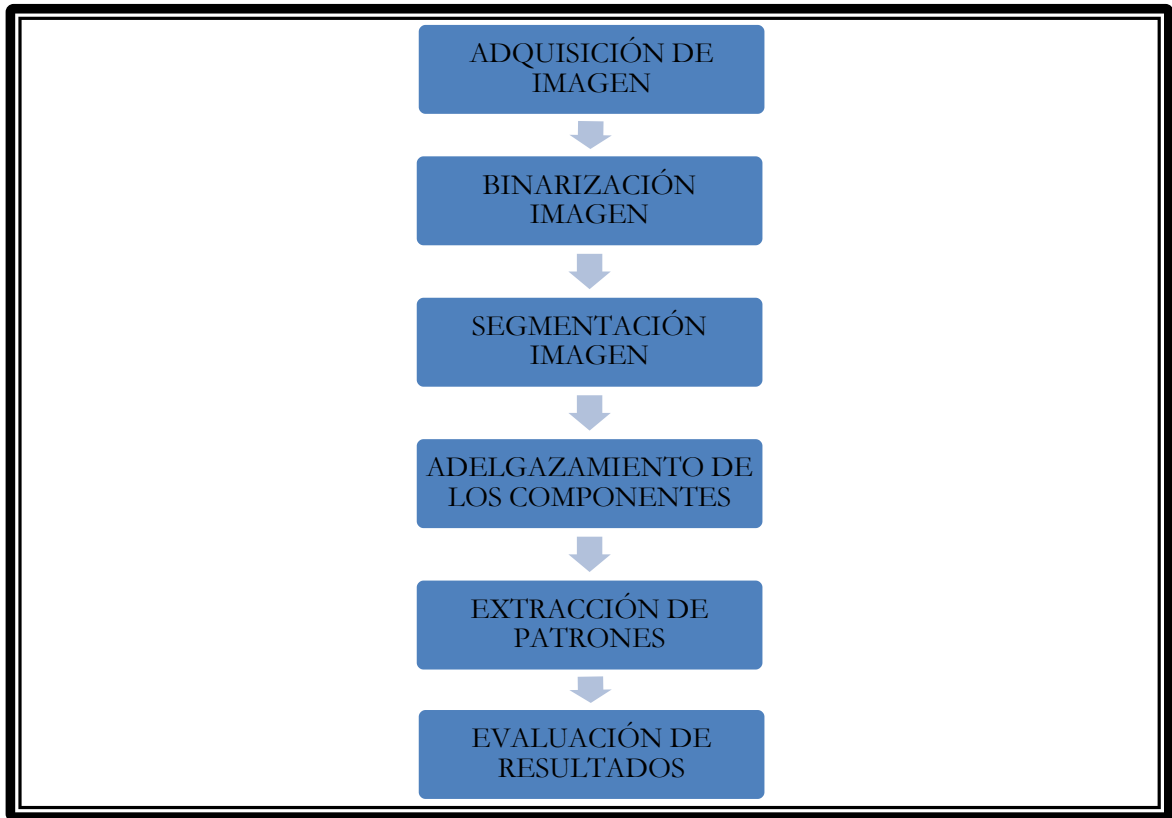 ADQUISICIÓN DE
IMAGEN
BINARIZACIÓN
IMAGEN
SEGMENTACIÓN
IMAGEN
ADELGAZAMIENTO DE
LOS COMPONENTES
EXTRACCIÓN DE
PATRONES
EVALUACIÓN DE
RESULTADOS